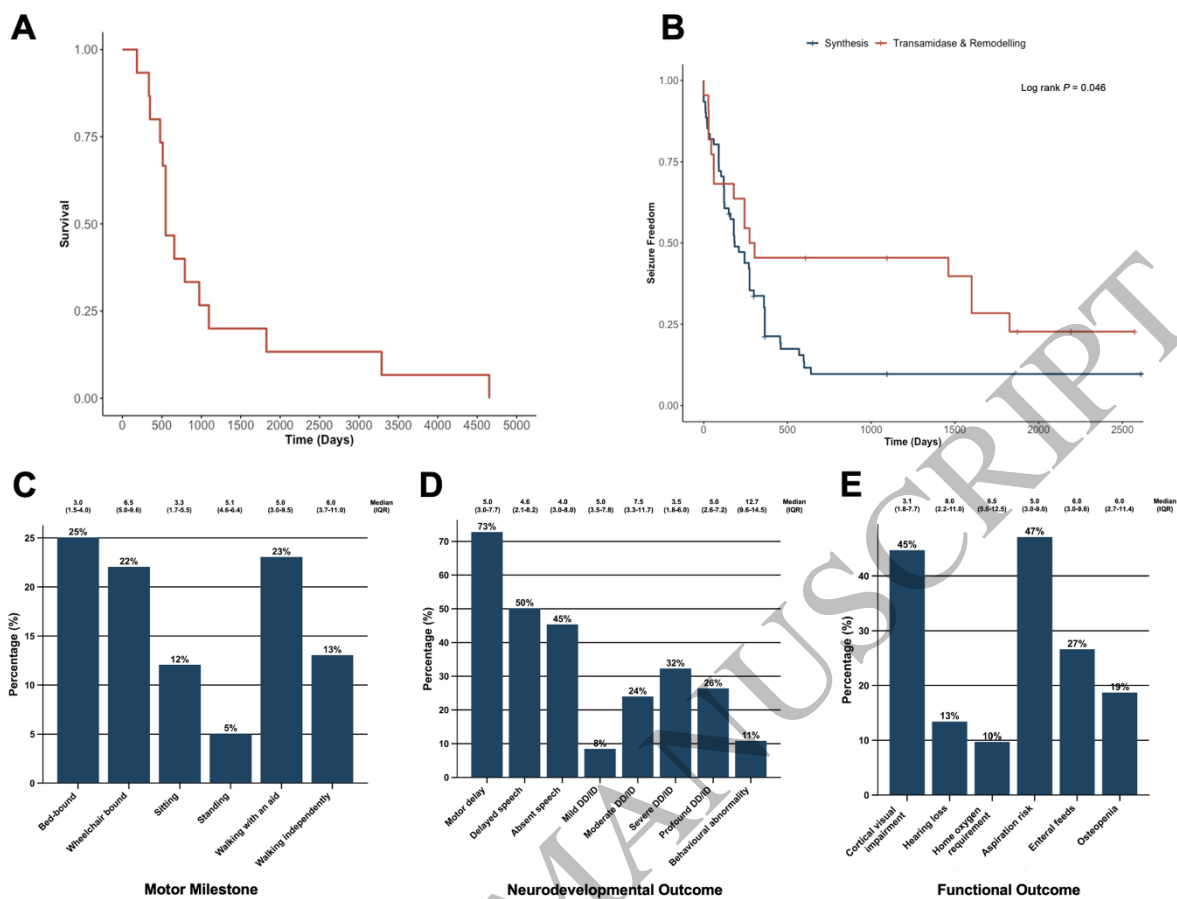 A
1.00
0.75
0.50
0.25
0.00
Survival
0 500 1000 1500 2000 2500 3000 3500 4000 4500 5000
Time (Days)
B
Synthesis Transamidase & Remodelling
Log rank P = 0.046
1.00
0.75
0.50
0.25
0.00
Seizure Freedom
0 500 1000 1500 2000 2500
Time (Days)
C
3.0 6.5 3.3 5.1 5.0 6.0 Median
(1.5-4.0) (5.0-9.6) (1.7-5.5) (4.6-6.4) (3.0-9.5) (3.7-11.0) (IQR)
25
20
15
10
5
0
Percentage (%)
25% 22% 12% 5% 23% 13%
Bed-bound
Wheelchair bound
Sitting
Standing
Walking with an aid
Walking independently
Motor Milestone
D
5.0 4.6 4.0 5.0 7.5 3.5 5.0 12.7 Median
(3.0-7.7) (2.1-8.2) (3.0-8.0) (3.5-7.8) (3.3-11.7) (1.8-6.0) (2.6-7.2) (9.6-14.5) (IQR)
70
60
50
40
30
20
10
0
Percentage (%)
73% 50% 45% 8% 24% 32% 26% 11%
Motor delay
Delayed speech
Absent speech
Mild DD/ID
Moderate DD/ID
Severe DD/ID
Profound DD/ID
Behavioural abnormality
Neurodevelopmental Outcome
E
3.1 8.0 6.5 5.0 6.0 6.0 Median
(1.8-7.7) (2.2-11.0) (5.0-12.5) (3.0-9.0) (3.0-9.6) (2.7-11.4) (IQR)
40
30
20
10
0
Percentage (%)
45% 13% 10% 47% 27% 19%
Cortical visual
impairment
Hearing loss
Home oxygen
requirement
Aspiration risk
Enteral feeds
Osteopenia
Functional Outcome
MANUSCRIPT